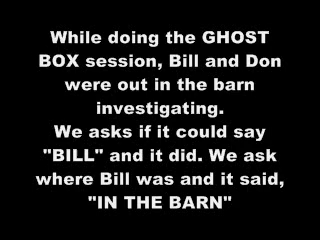 While doing the GHOST
BOX session, Bill and Don
were out in the barn
investigating.
We asks if it could say
"BILL" and it did. We ask
where Bill was and it said,
"IN THE BARN"